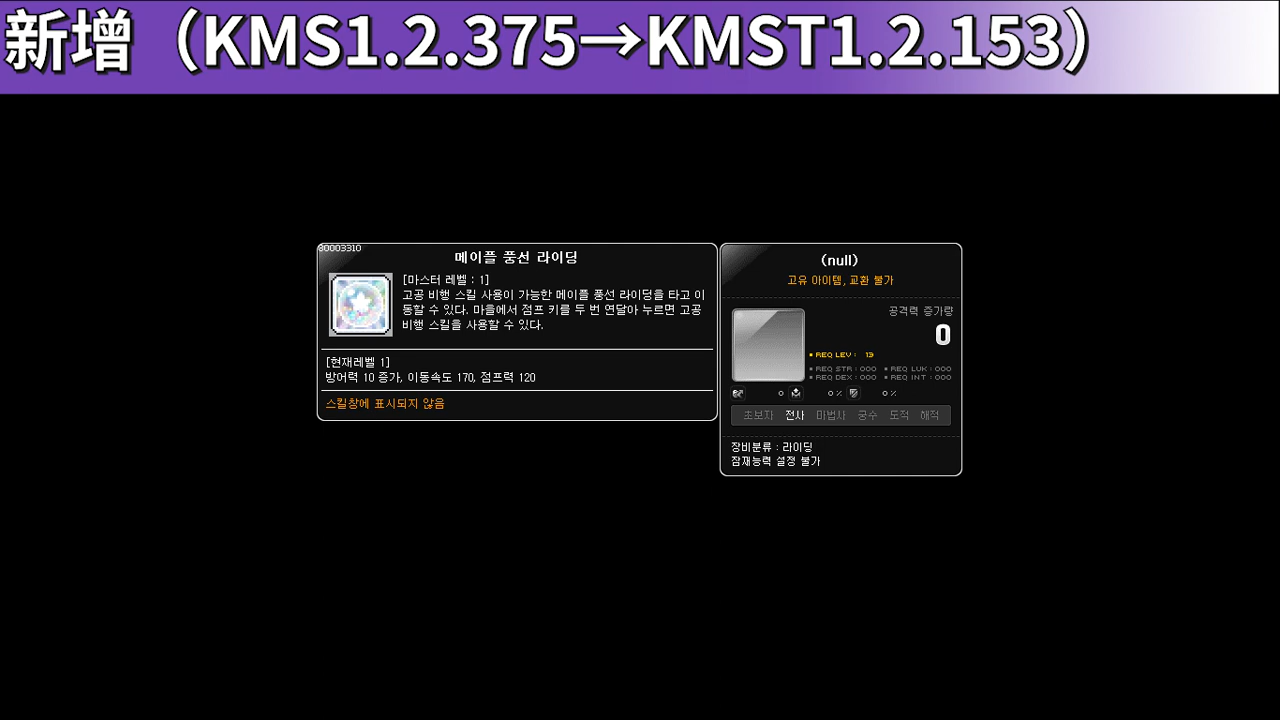 新增（KMS1.2.375→KMST1.2.153）
80003310
메이플 풍선 라이딩
[마스터 레벨 : 1]
고공 비행 스킬 사용이 가능한 메이플 풍선 라이딩을 타고 이
동할 수 있다. 마을에서 점프 키를 두 번 연달아 누르면 고공
비행 스킬을 사용할 수 있다.
[현재레벨 1]
방어력 10 증가, 이동속도 170, 점프력 120
스킬창에 표시되지 않음
(null)
고유 아이템, 교환 불가
공격력 증가량
0
REQ LEV : 13
REQ STR : 000 REQ LUK : 000
REQ DEX : 000 REQ INT : 000
0 0 % 0 %
초보자 전사 마법사 궁수 도적 해적
장비분류 : 라이딩
잠재능력 설정 불가